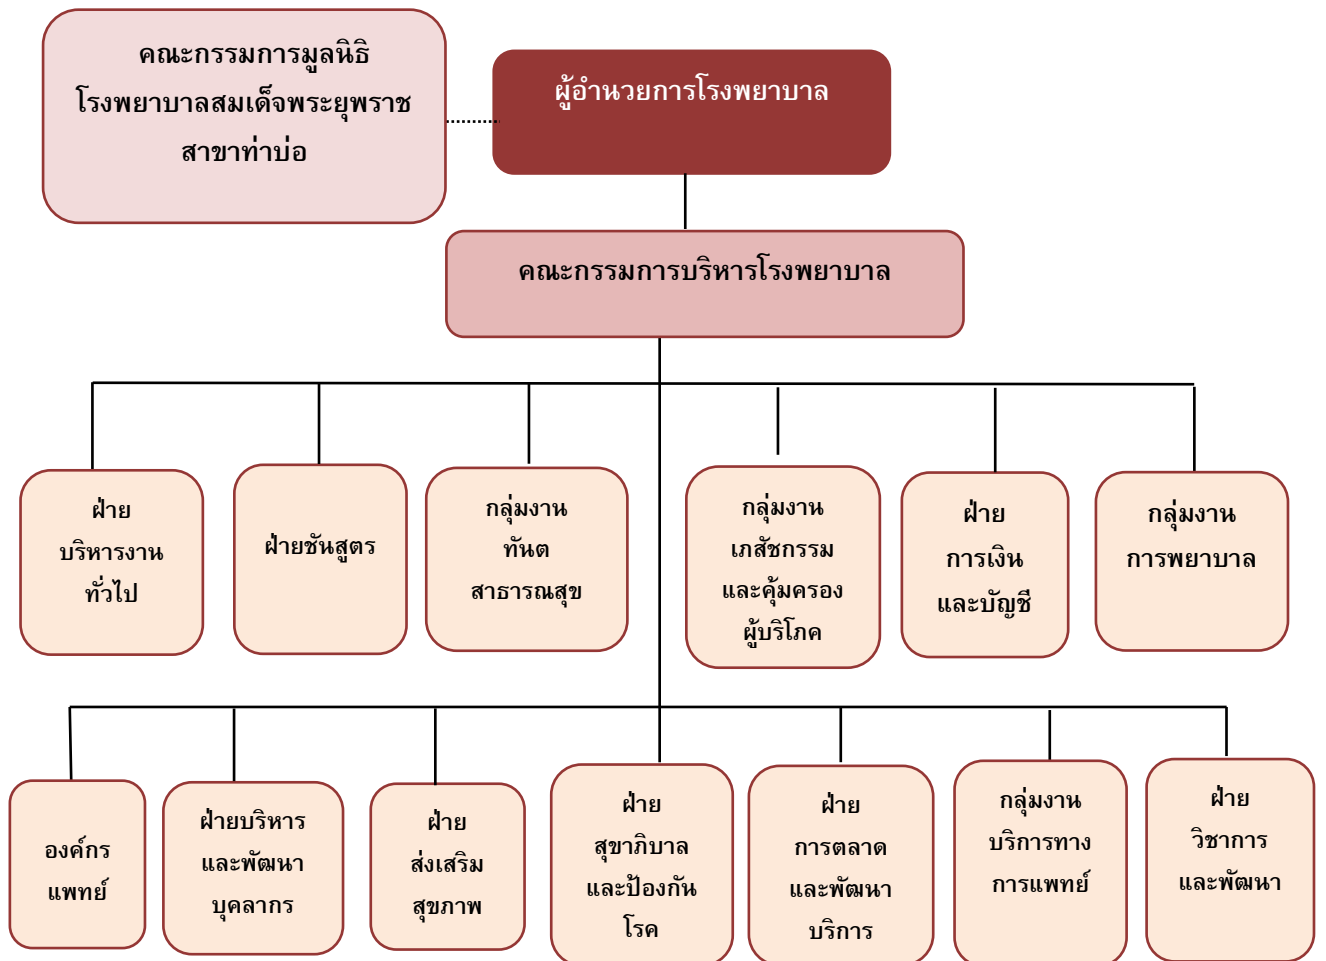 คณะกรรมการมูลนิธิ
โรงพยาบาลสมเด็จพระยุพราช
สาขาท่าบ่อ
ผู้อำนวยการโรงพยาบาล
คณะกรรมการบริหารโรงพยาบาล
ฝ่าย
บริหารงาน
ทั่วไป
ฝ่ายชันสูตร
กลุ่มงาน
ทันต
สาธารณสุข
กลุ่มงาน
เภสัชกรรม
และคุ้มครอง
ผู้บริโภค
ฝ่าย
การเงิน
และบัญชี
กลุ่มงาน
การพยาบาล
องค์กร
แพทย์
ฝ่ายบริหาร
และพัฒนา
บุคลากร
ฝ่าย
ส่งเสริม
สุขภาพ
ฝ่าย
สุขาภิบาล
และป้องกัน
โรค
ฝ่าย
การตลาด
และพัฒนา
บริการ
กลุ่มงาน
บริการทาง
การแพทย์
ฝ่าย
วิชาการ
และพัฒนา